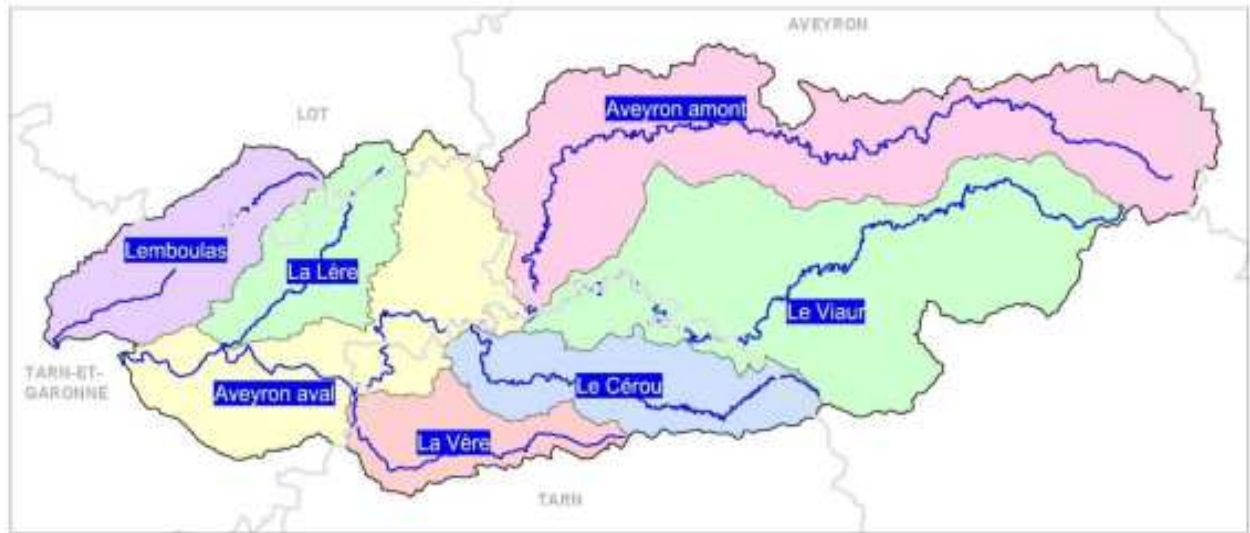 AVEYRON
Aveyron amont
LOT
Lemboulas
La Lère
Le Viaur
TARN-ET-
GARONNE
Aveyron aval
Le Cérou
La Vère
TARN